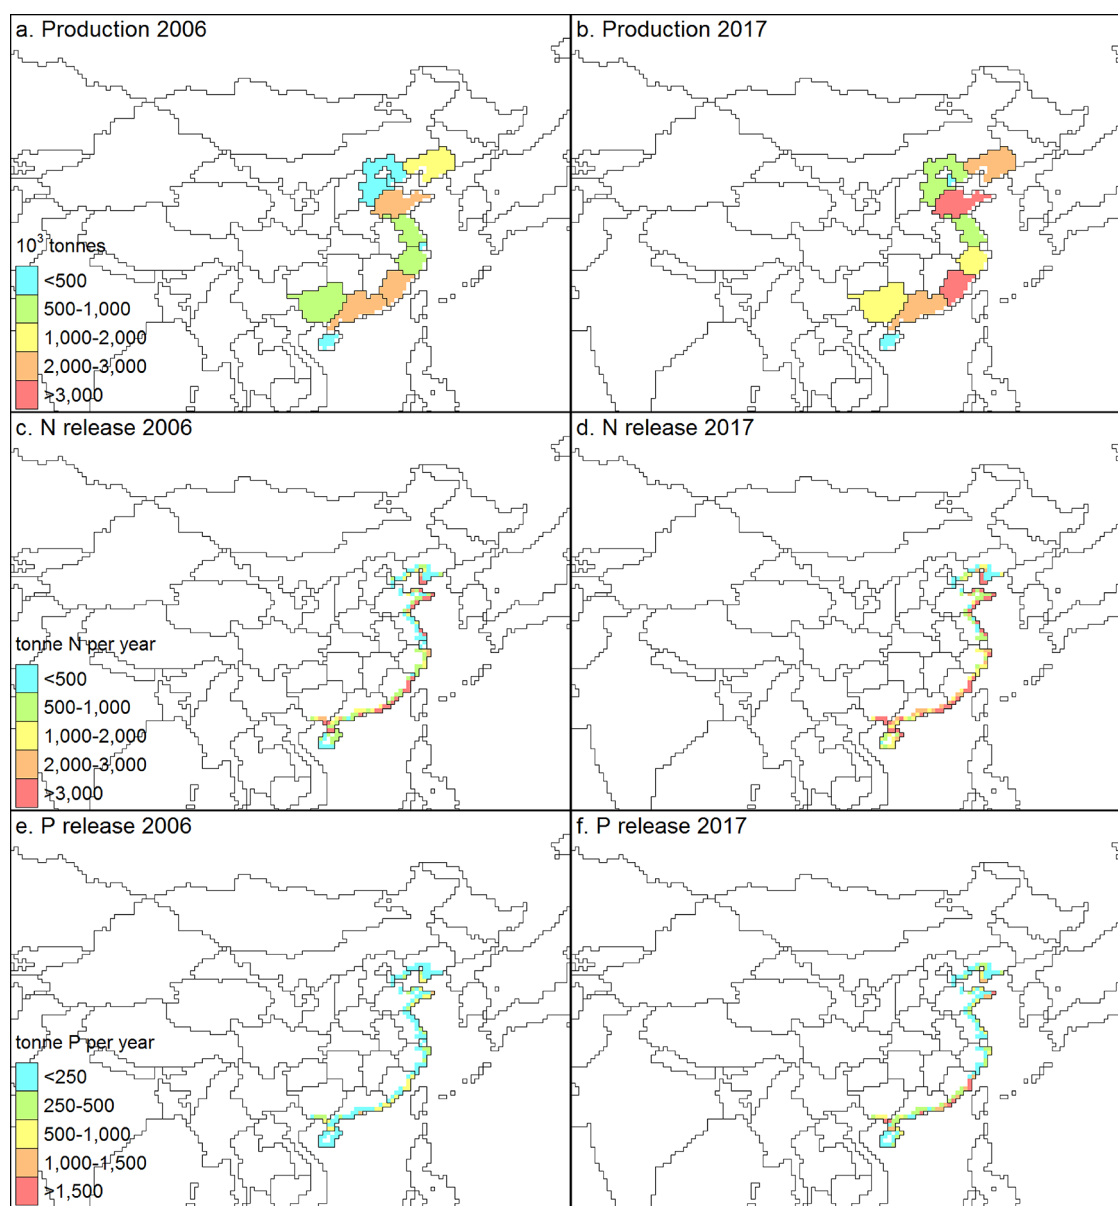 a. Production 2006
b. Production 2017
10³ tonnes
<500
500-1,000
1,000-2,000
2,000-3,000
>3,000
c. N release 2006
d. N release 2017
tonne N per year
<500
500-1,000
1,000-2,000
2,000-3,000
>3,000
e. P release 2006
f. P release 2017
tonne P per year
<250
250-500
500-1,000
1,000-1,500
>1,500